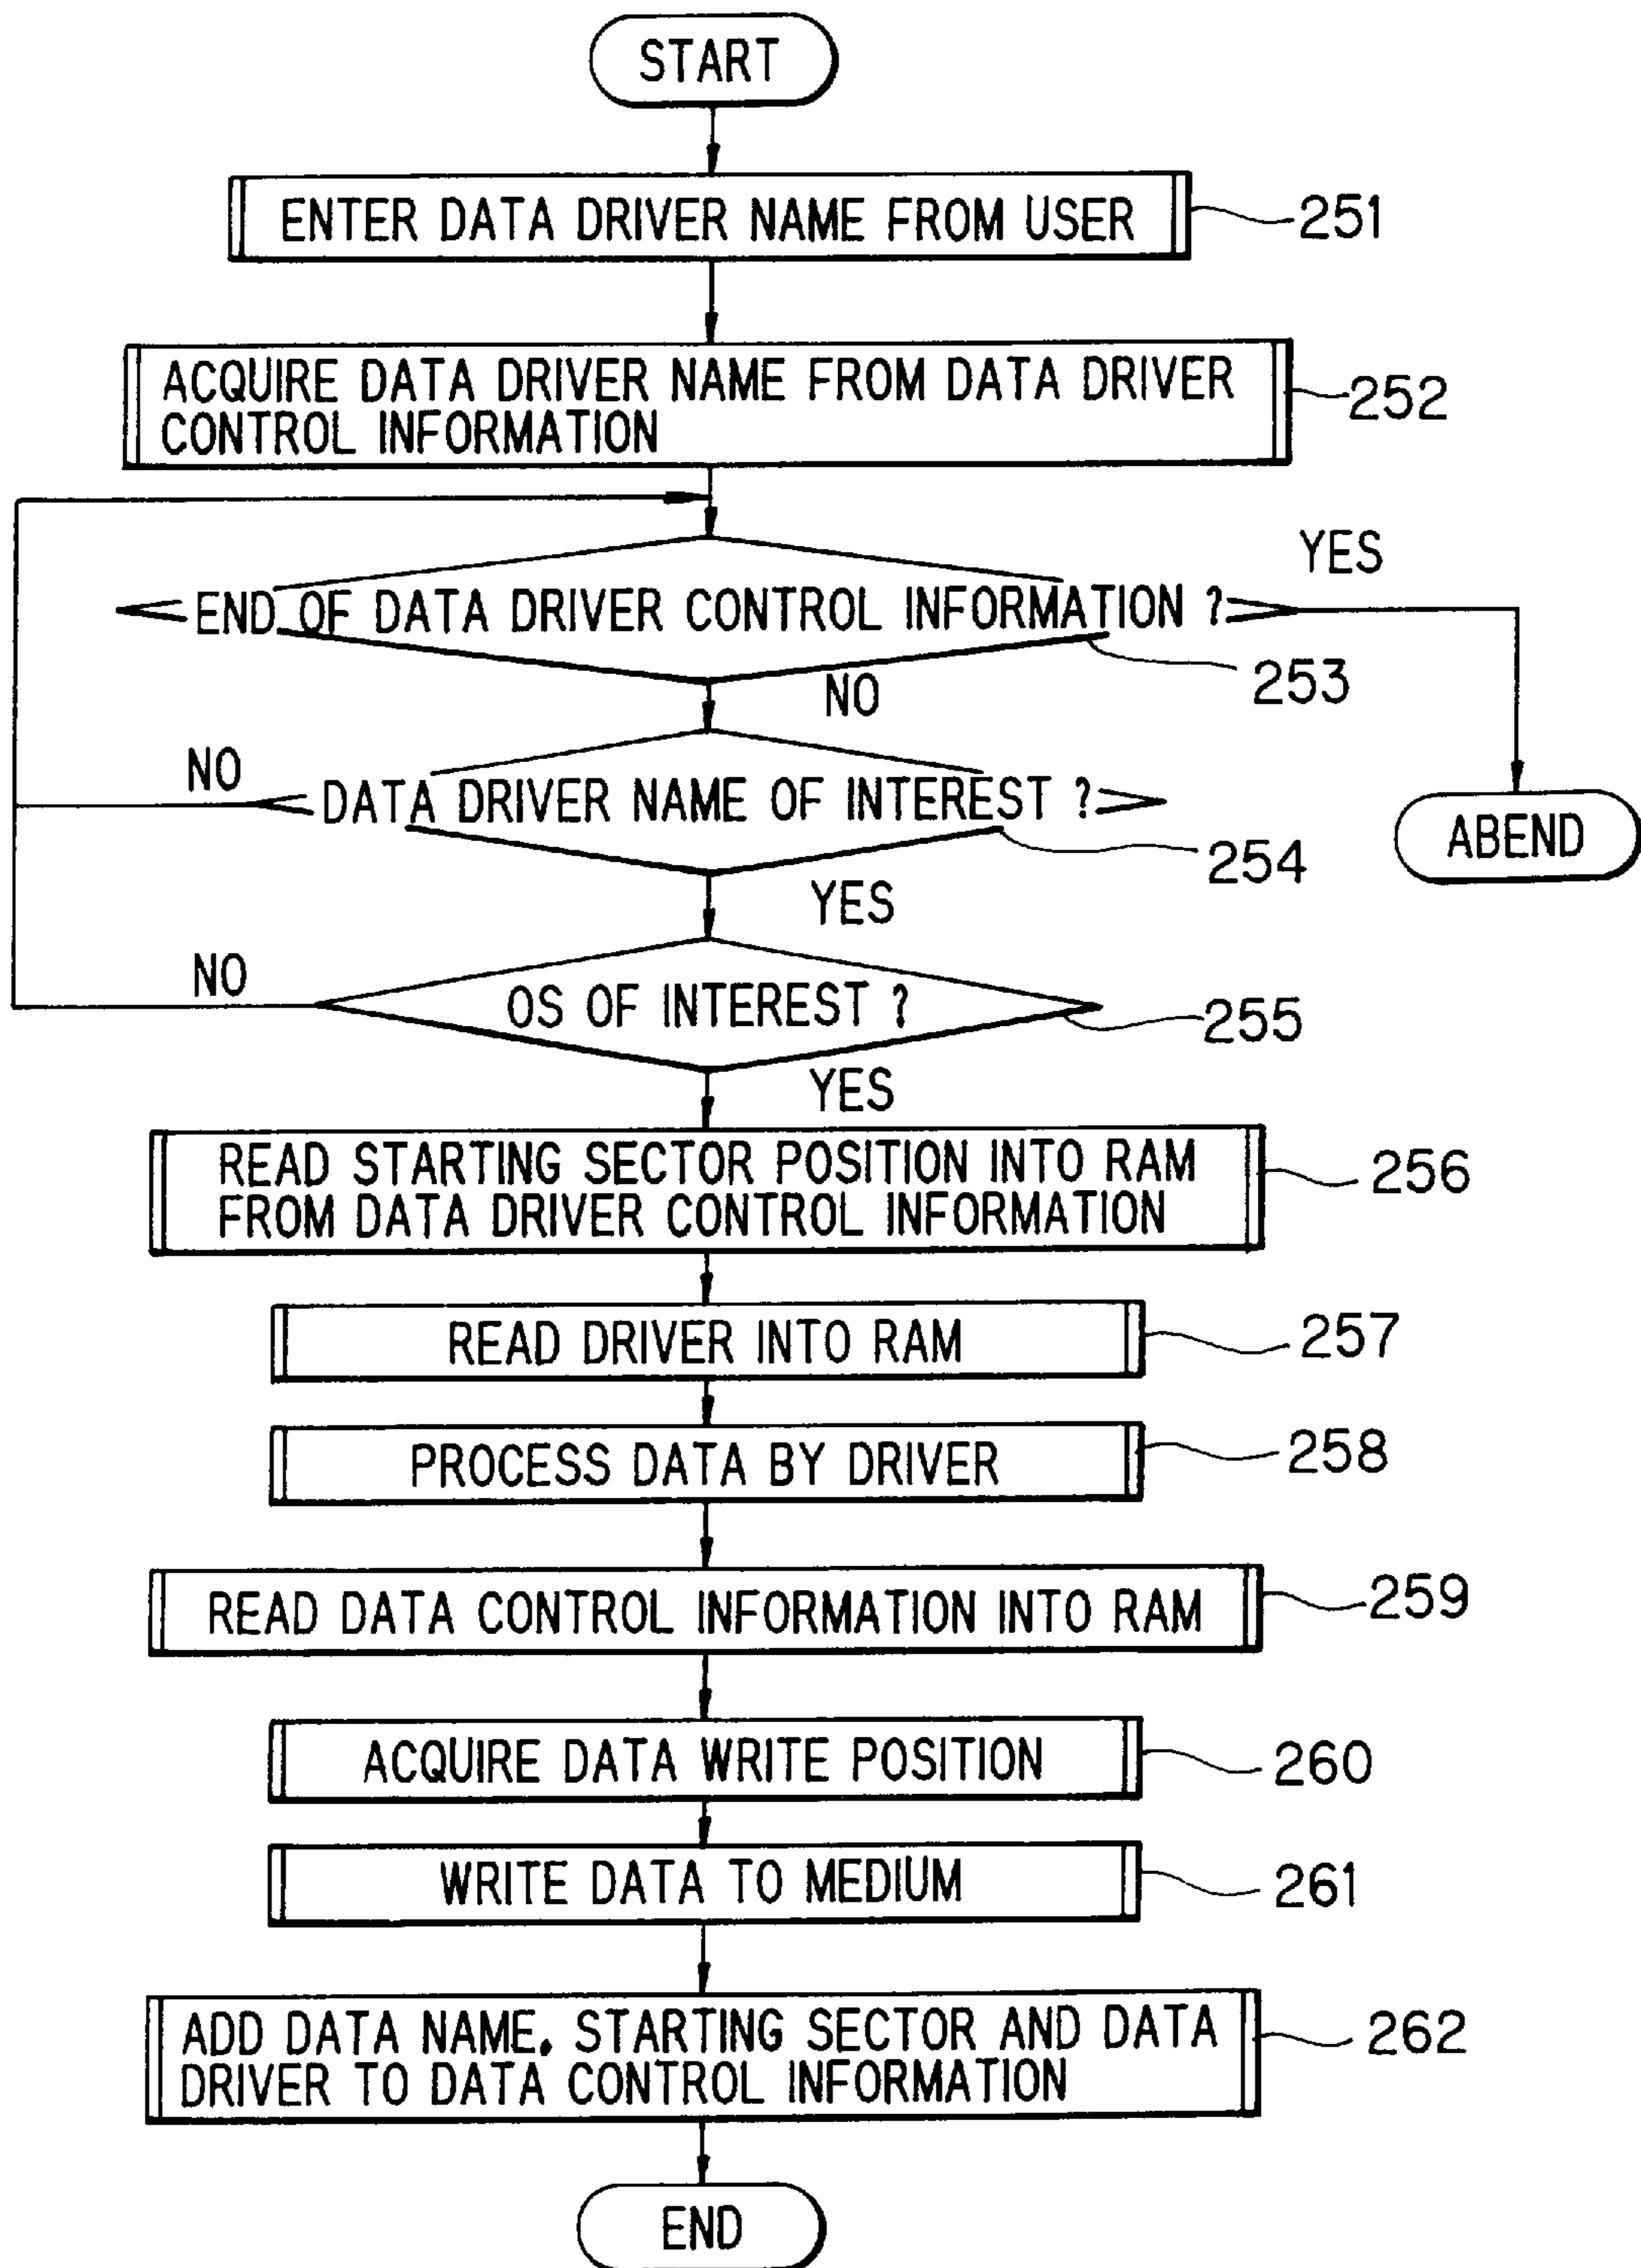 START
ENTER DATA DRIVER NAME FROM USER
251
ACQUIRE DATA DRIVER NAME FROM DATA DRIVER
CONTROL INFORMATION
252
YES
END OF DATA DRIVER CONTROL INFORMATION ?
253
NO
NO
DATA DRIVER NAME OF INTEREST ?
ABEND
254
YES
NO
OS OF INTEREST ?
255
YES
READ STARTING SECTOR POSITION INTO RAM
FROM DATA DRIVER CONTROL INFORMATION
256
READ DRIVER INTO RAM
257
PROCESS DATA BY DRIVER
258
READ DATA CONTROL INFORMATION INTO RAM
259
ACQUIRE DATA WRITE POSITION
260
WRITE DATA TO MEDIUM
261
ADD DATA NAME, STARTING SECTOR AND DATA
DRIVER TO DATA CONTROL INFORMATION
262
END